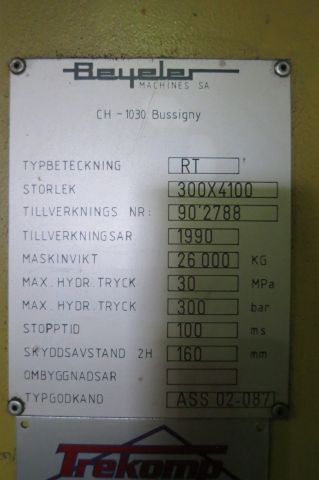 Beyeler
MACHINES SA
CH - 1030 Bussigny
TYPBETECKNING RT
STORLEK 300X4100
TILLVERKNINGS NR: 90'2788
TILLVERKNINGSAR 1990
MASKINVIKT 26 000 KG
MAX. HYDR. TRYCK 30 MPa
MAX. HYDR. TRYCK 300 bar
STOPPTID 100 ms
SKYDDSAVSTAND 2H 160 mm
OMBYGGNADSAR
TYPGODKAND ASS 02-087
Trekomp